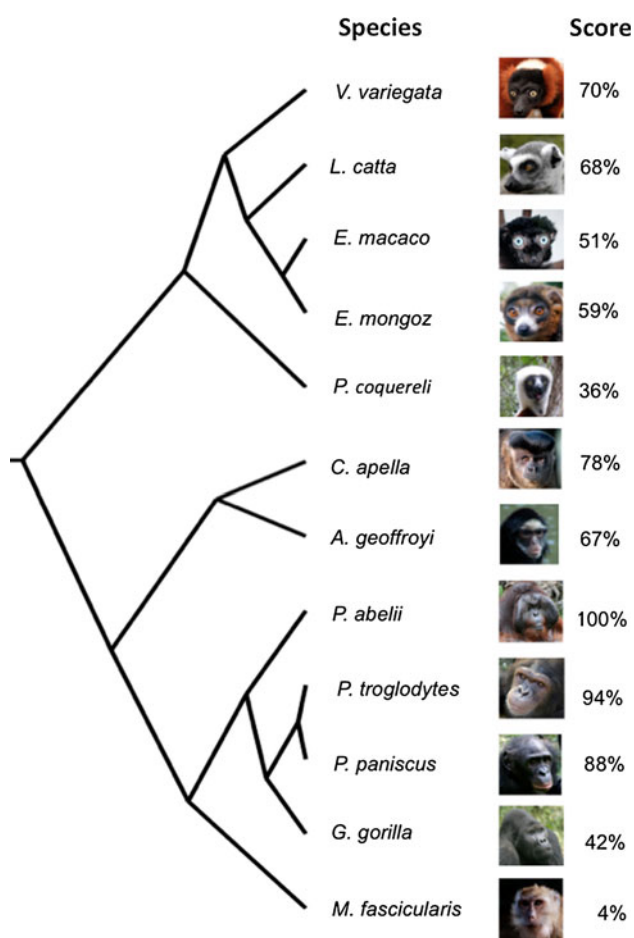 Species Score
V. variegata 70%
L. catta 68%
E. macaco 51%
E. mongoz 59%
P. coquereli 36%
C. apella 78%
A. geoffroyi 67%
P. abelii 100%
P. troglodytes 94%
P. paniscus 88%
G. gorilla 42%
M. fascicularis 4%